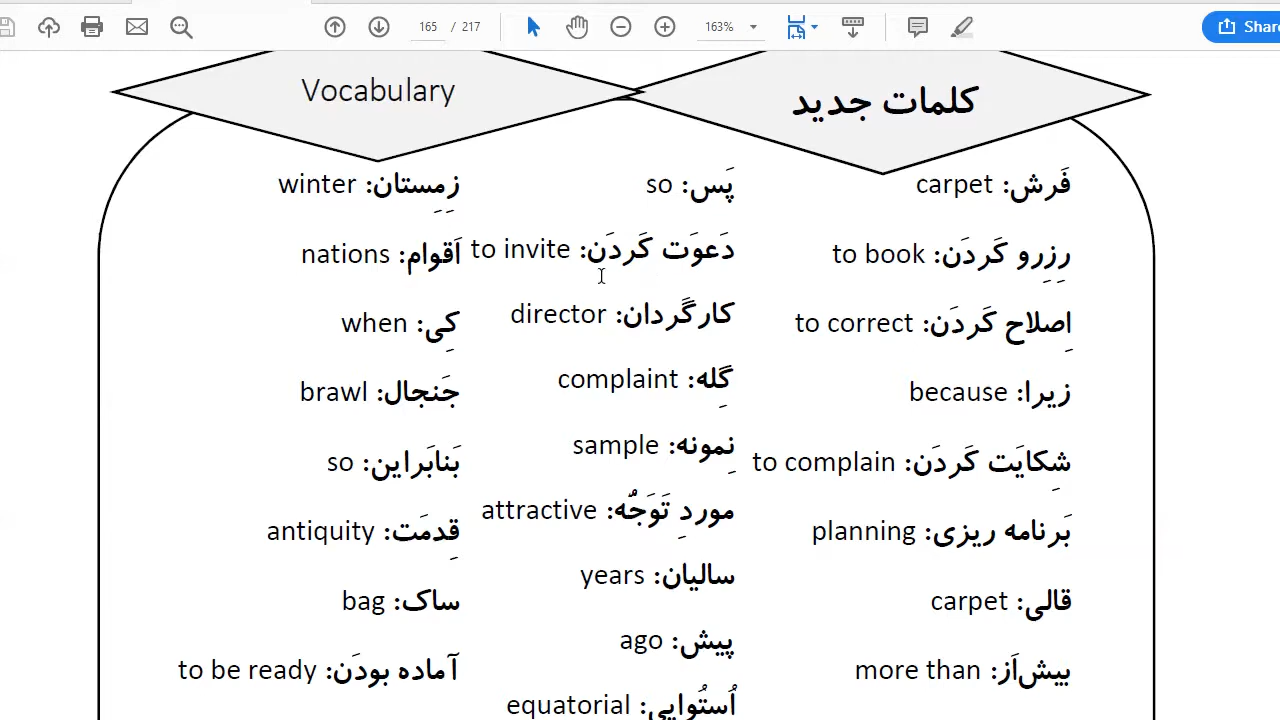 165 / 217
163%
Share
Vocabulary
کلمات جدید
فَرش: carpet
رِزِرو کَردَن: to book
اِصلاح کَردَن: to correct
زیرا: because
شِکایَت کَردَن: to complain
بَرنامه ریزی: planning
قالی: carpet
بیش‌اَز: more than
پَس: so
دَعوَت کَردَن: to invite
کارگَردان: director
گِله: complaint
نِمونه: sample
موردِ تَوَجُّه: attractive
سالیان: years
پیش: ago
اُستُوایی: equatorial
زِمِستان: winter
اَقوام: nations
کِی: when
جَنجال: brawl
بَنابَراین: so
قِدمَت: antiquity
ساک: bag
آماده بودَن: to be ready